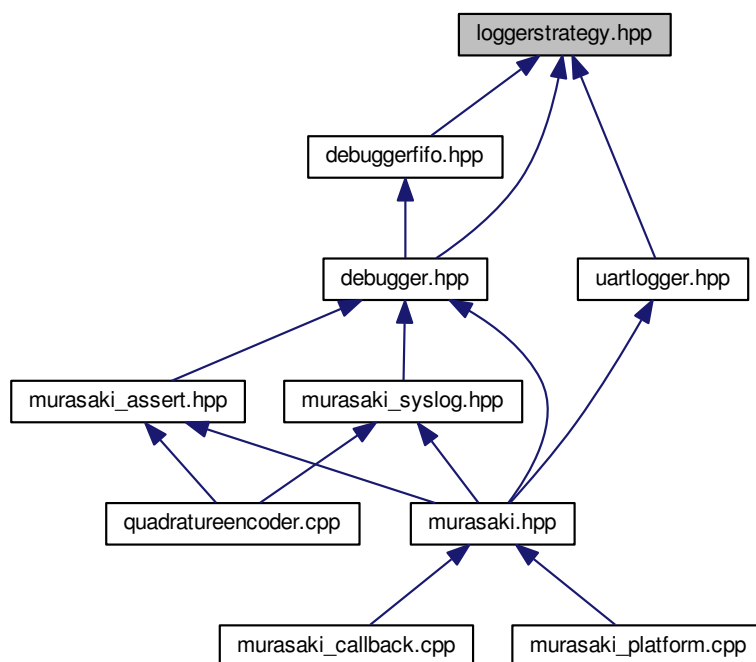 loggerstrategy.hpp
debuggerfifo.hpp
debugger.hpp
uartlogger.hpp
murasaki_assert.hpp
murasaki_syslog.hpp
quadratureencoder.cpp
murasaki.hpp
murasaki_callback.cpp
murasaki_platform.cpp